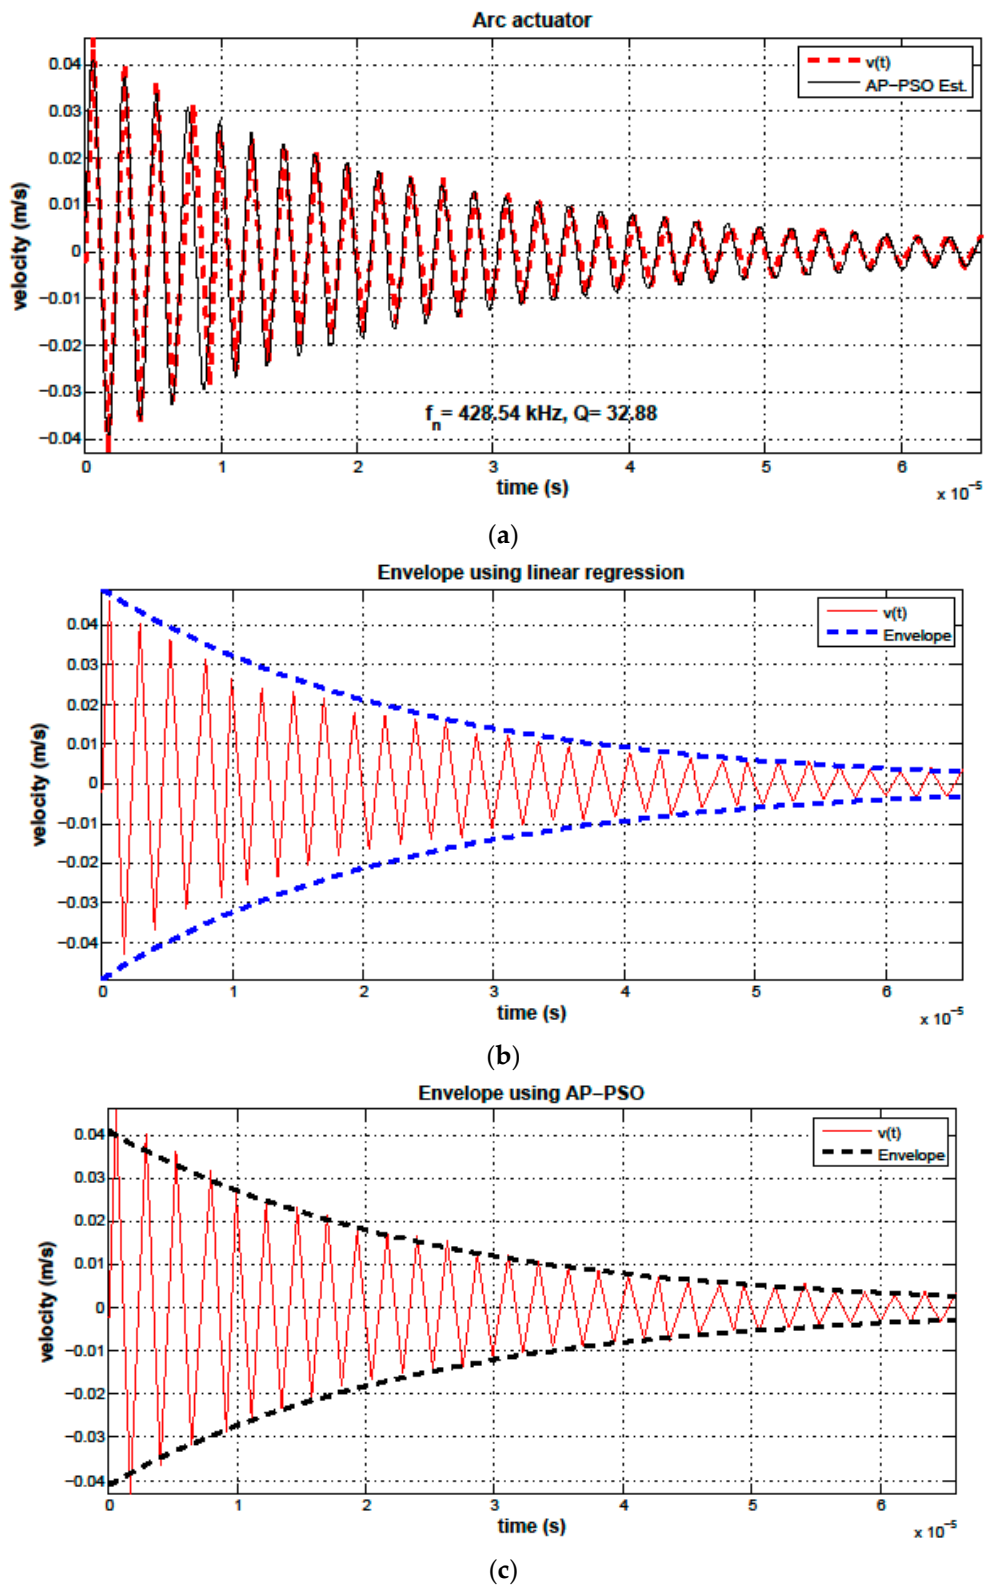 Arc actuator
v(t)
AP−PSO Est.
0.04
0.03
0.02
0.01
0
−0.01
−0.02
−0.03
−0.04
velocity (m/s)
f_n= 428.54 kHz, Q= 32.88
0 1 2 3 4 5 6
time (s)
x 10^−5
(a)
Envelope using linear regression
v(t)
Envelope
0.04
0.03
0.02
0.01
0
−0.01
−0.02
−0.03
−0.04
velocity (m/s)
0 1 2 3 4 5 6
time (s)
x 10^−5
(b)
Envelope using AP−PSO
v(t)
Envelope
0.04
0.03
0.02
0.01
0
−0.01
−0.02
−0.03
−0.04
velocity (m/s)
0 1 2 3 4 5 6
time (s)
x 10^−5
(c)